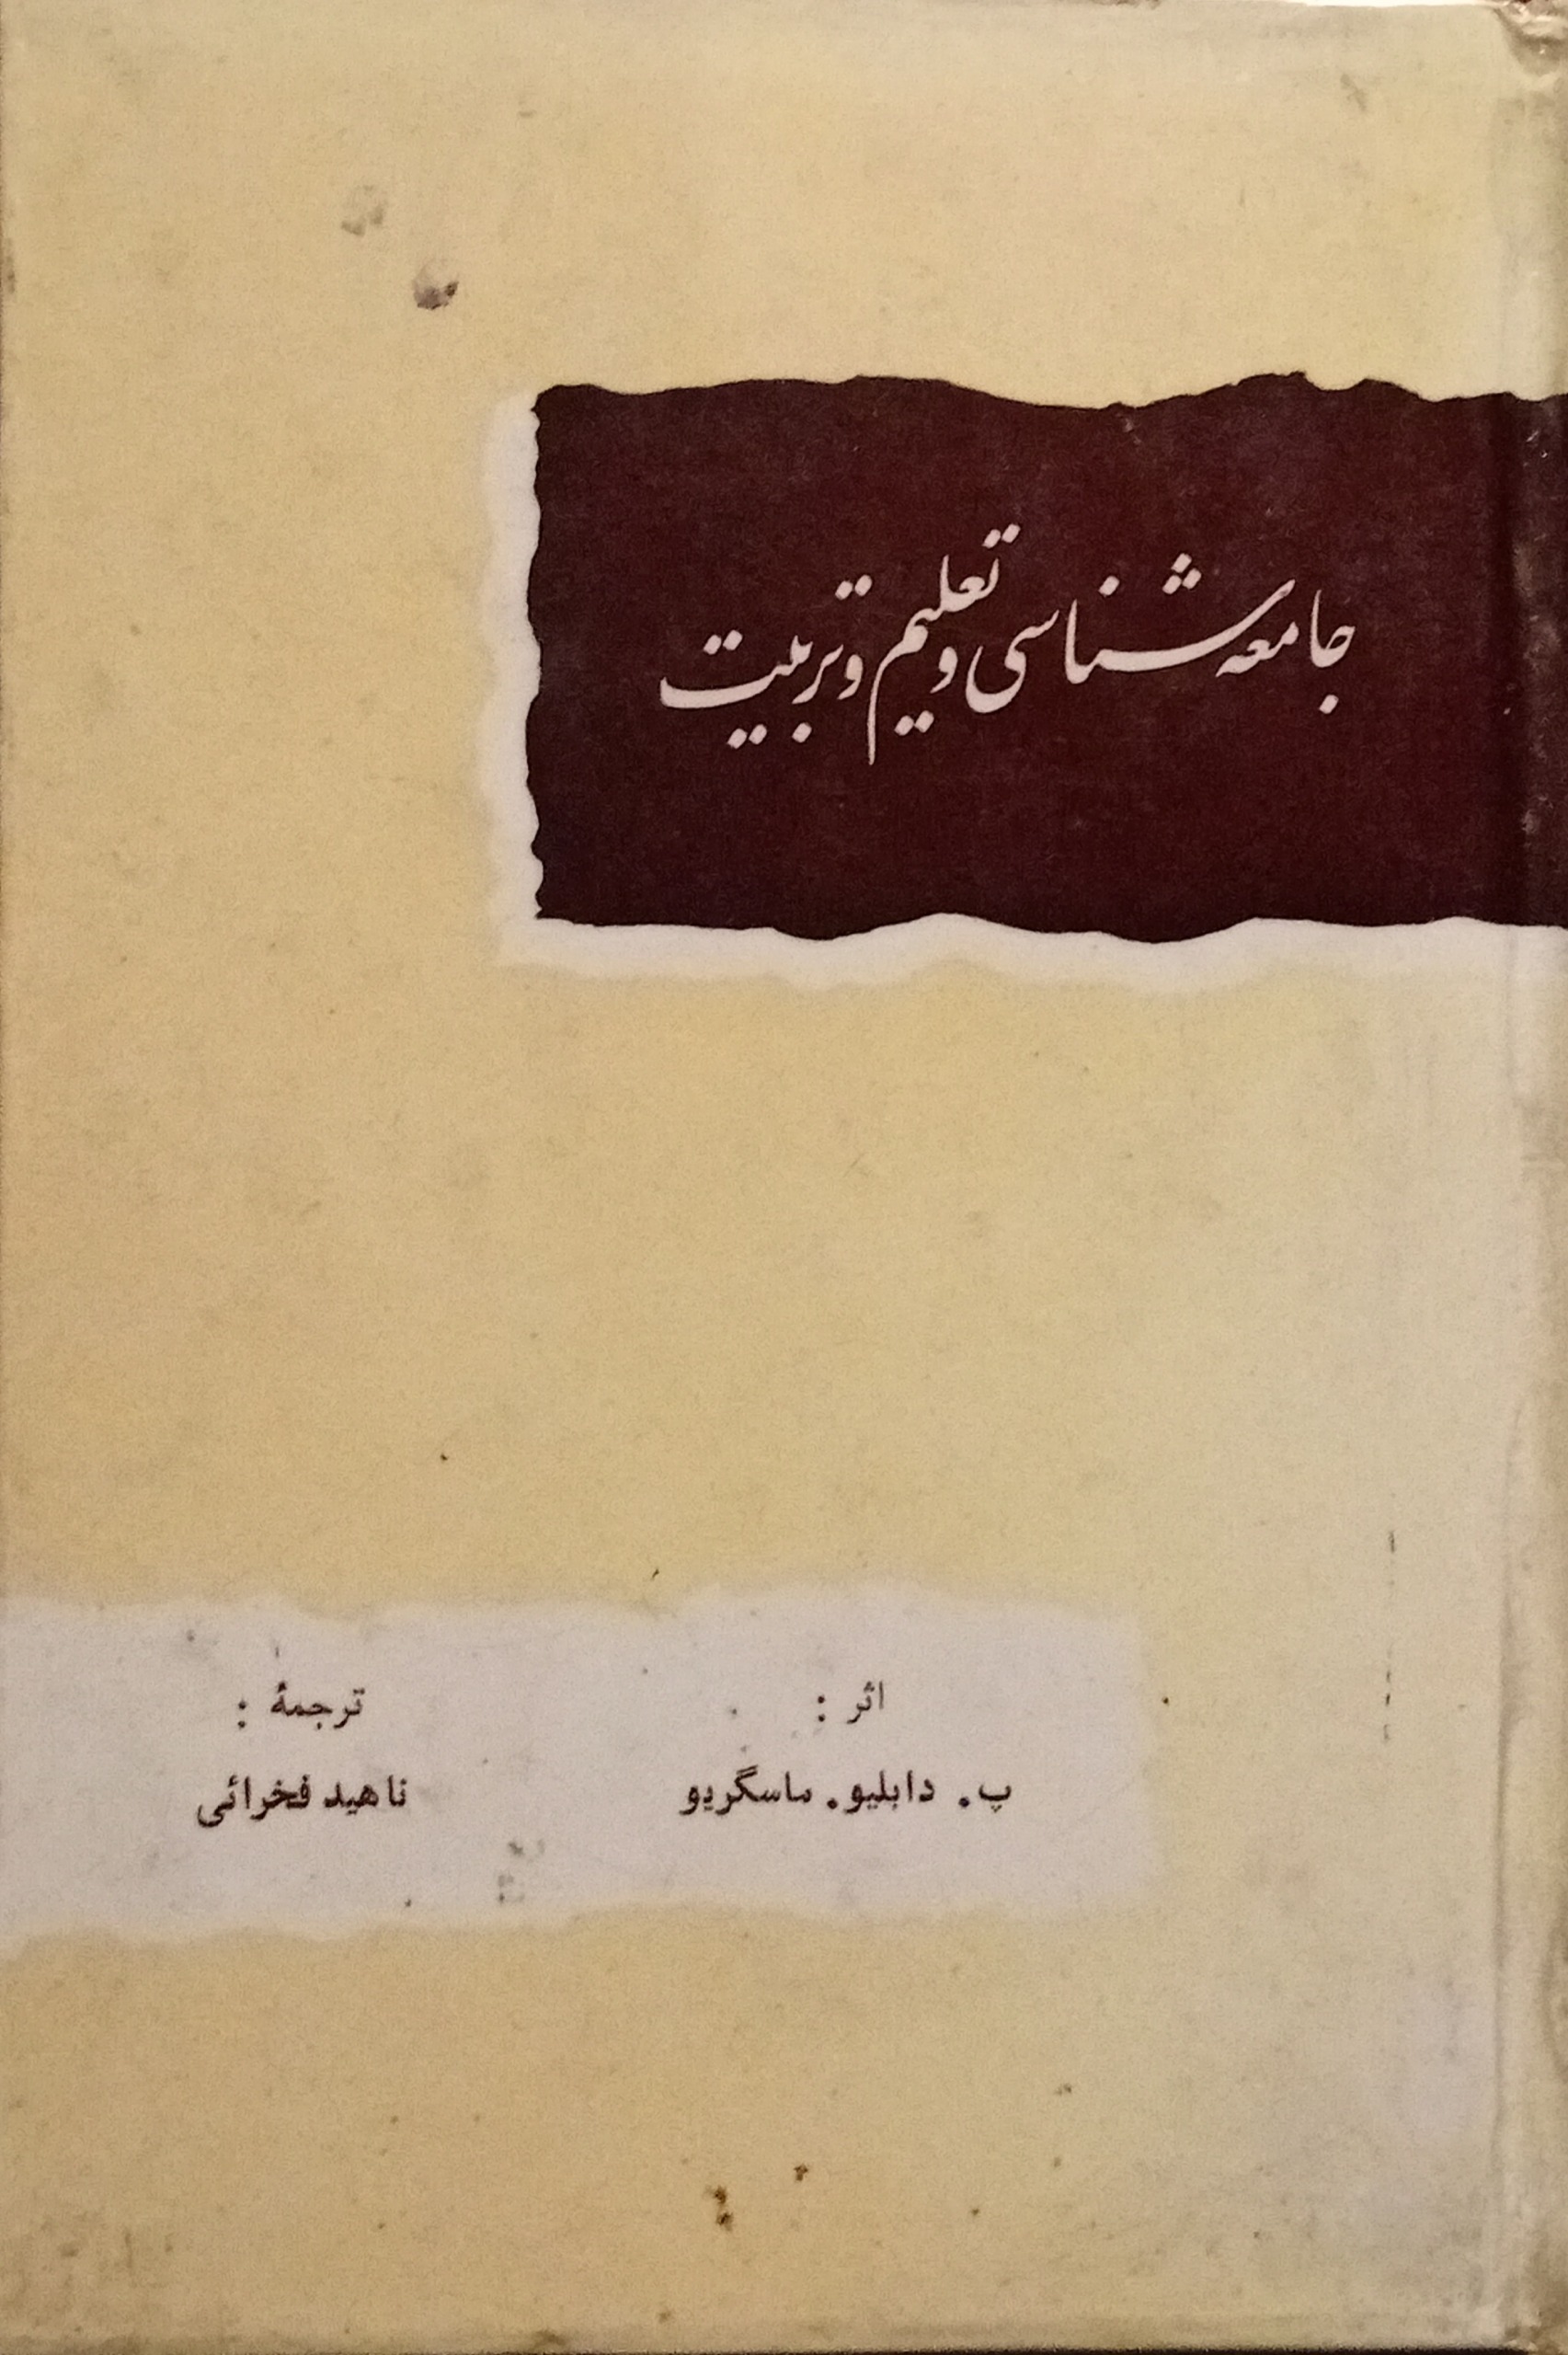 جامعه‌شناسی و تعلیم و تربیت
اثر :
پ. دابلیو. ماسگریو
ترجمهٔ :
ناهید فخرائی